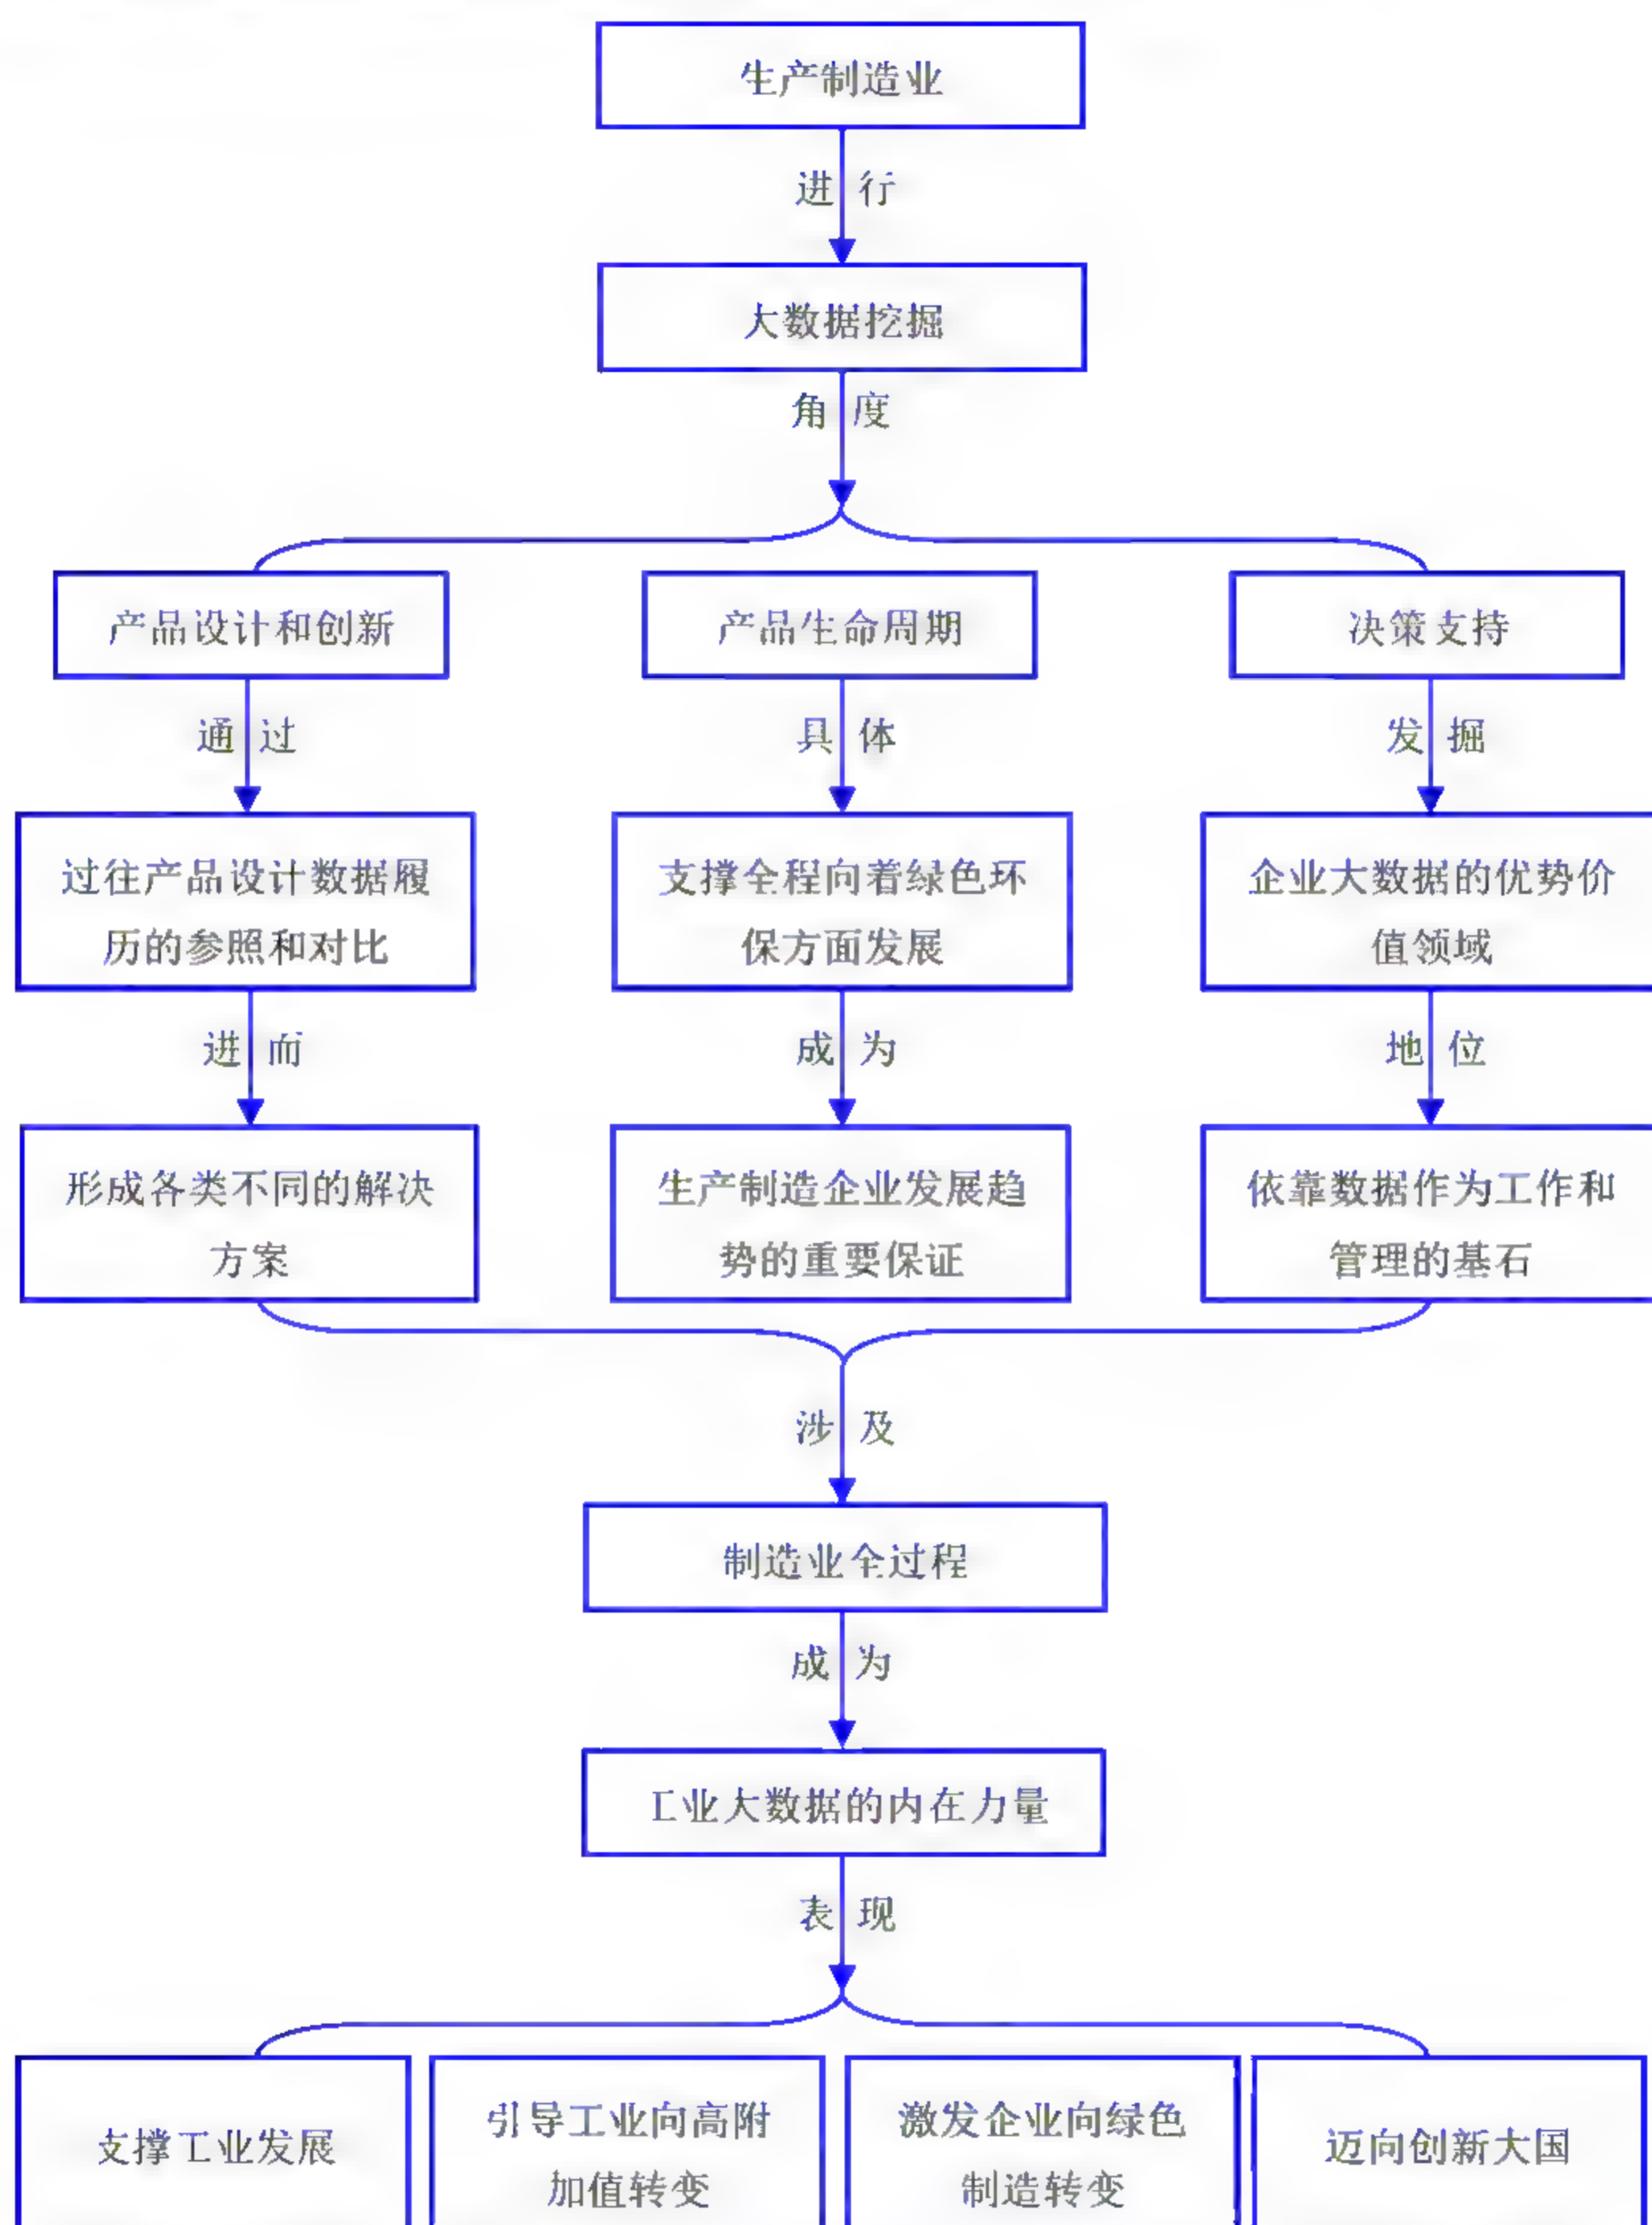 生产制造业
进行
大数据挖掘
角度
产品设计和创新
产品生命周期
决策支持
通过
具体
发掘
过往产品设计数据履
历的参照和对比
支撑全程向着绿色环
保方面发展
企业大数据的优势价
值领域
进而
成为
地位
形成各类不同的解决
方案
生产制造企业发展趋
势的重要保证
依靠数据作为工作和
管理的基石
涉及
制造业全过程
成为
工业大数据的内在力量
表现
支撑工业发展
引导工业向高附
加值转变
激发企业向绿色
制造转变
迈向创新大国